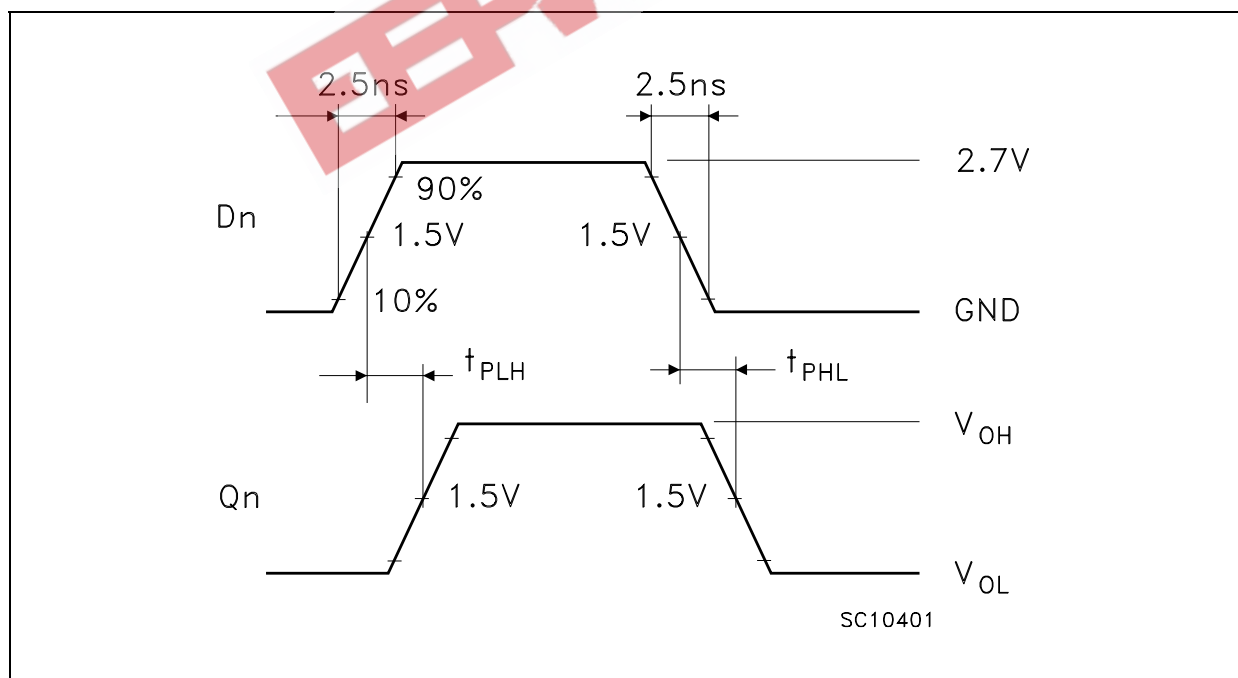 2.5ns 2.5ns
2.7V
90%
Dn
1.5V 1.5V
10%
GND
tPLH tPHL
VOH
Qn
1.5V 1.5V
VOL
SC10401